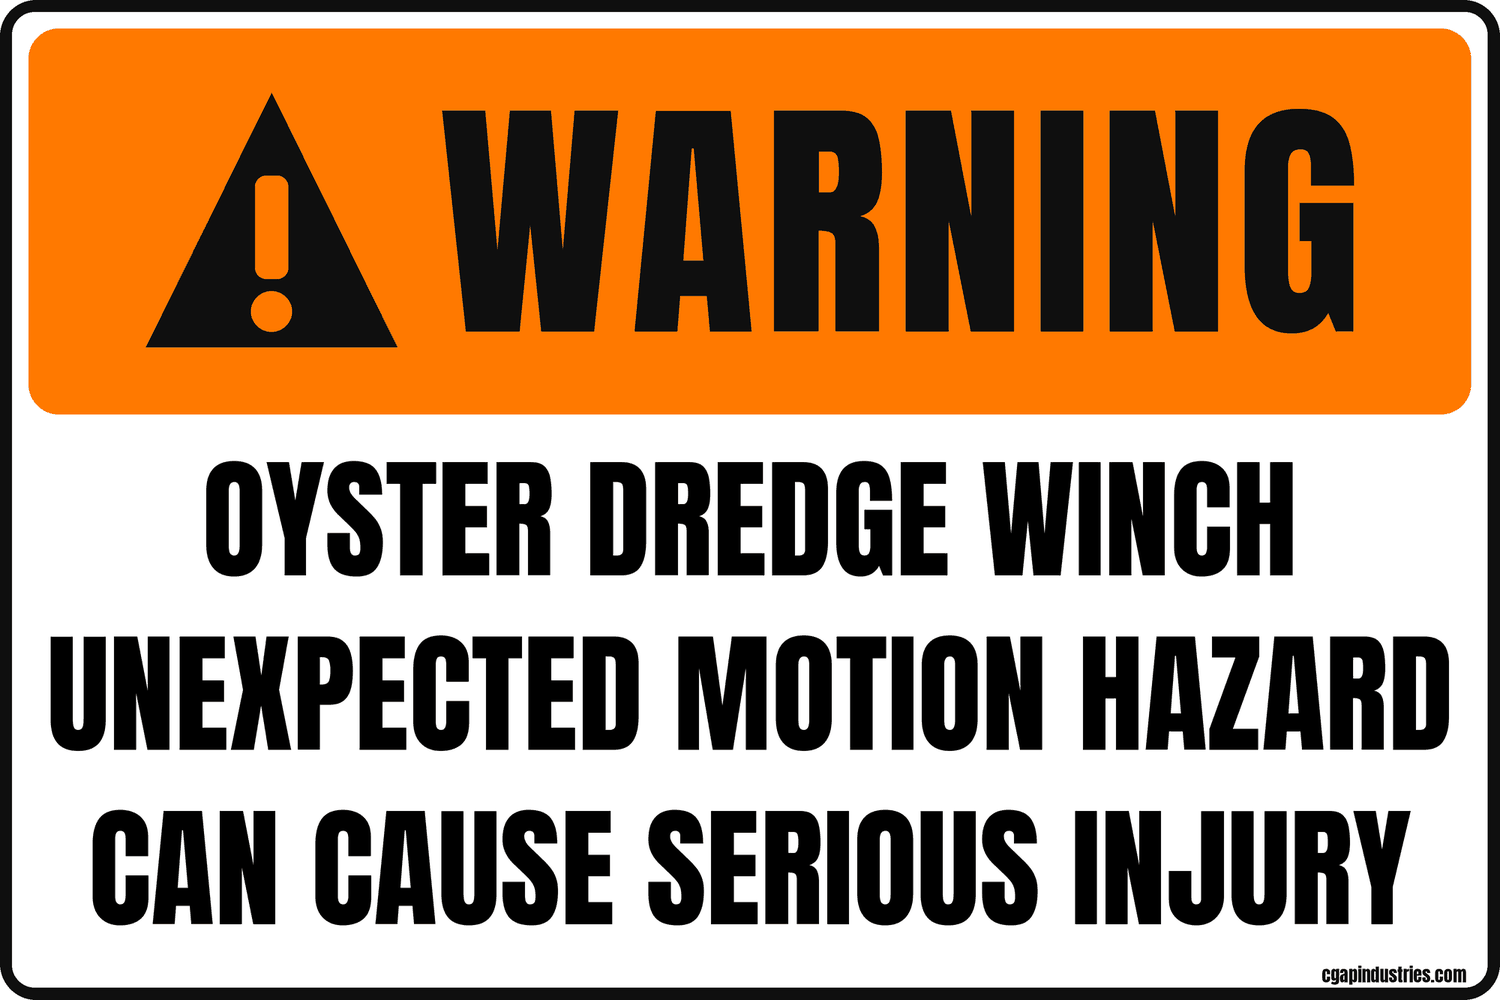 WARNING
OYSTER DREDGE WINCH
UNEXPECTED MOTION HAZARD
CAN CAUSE SERIOUS INJURY
cgapindustries.com